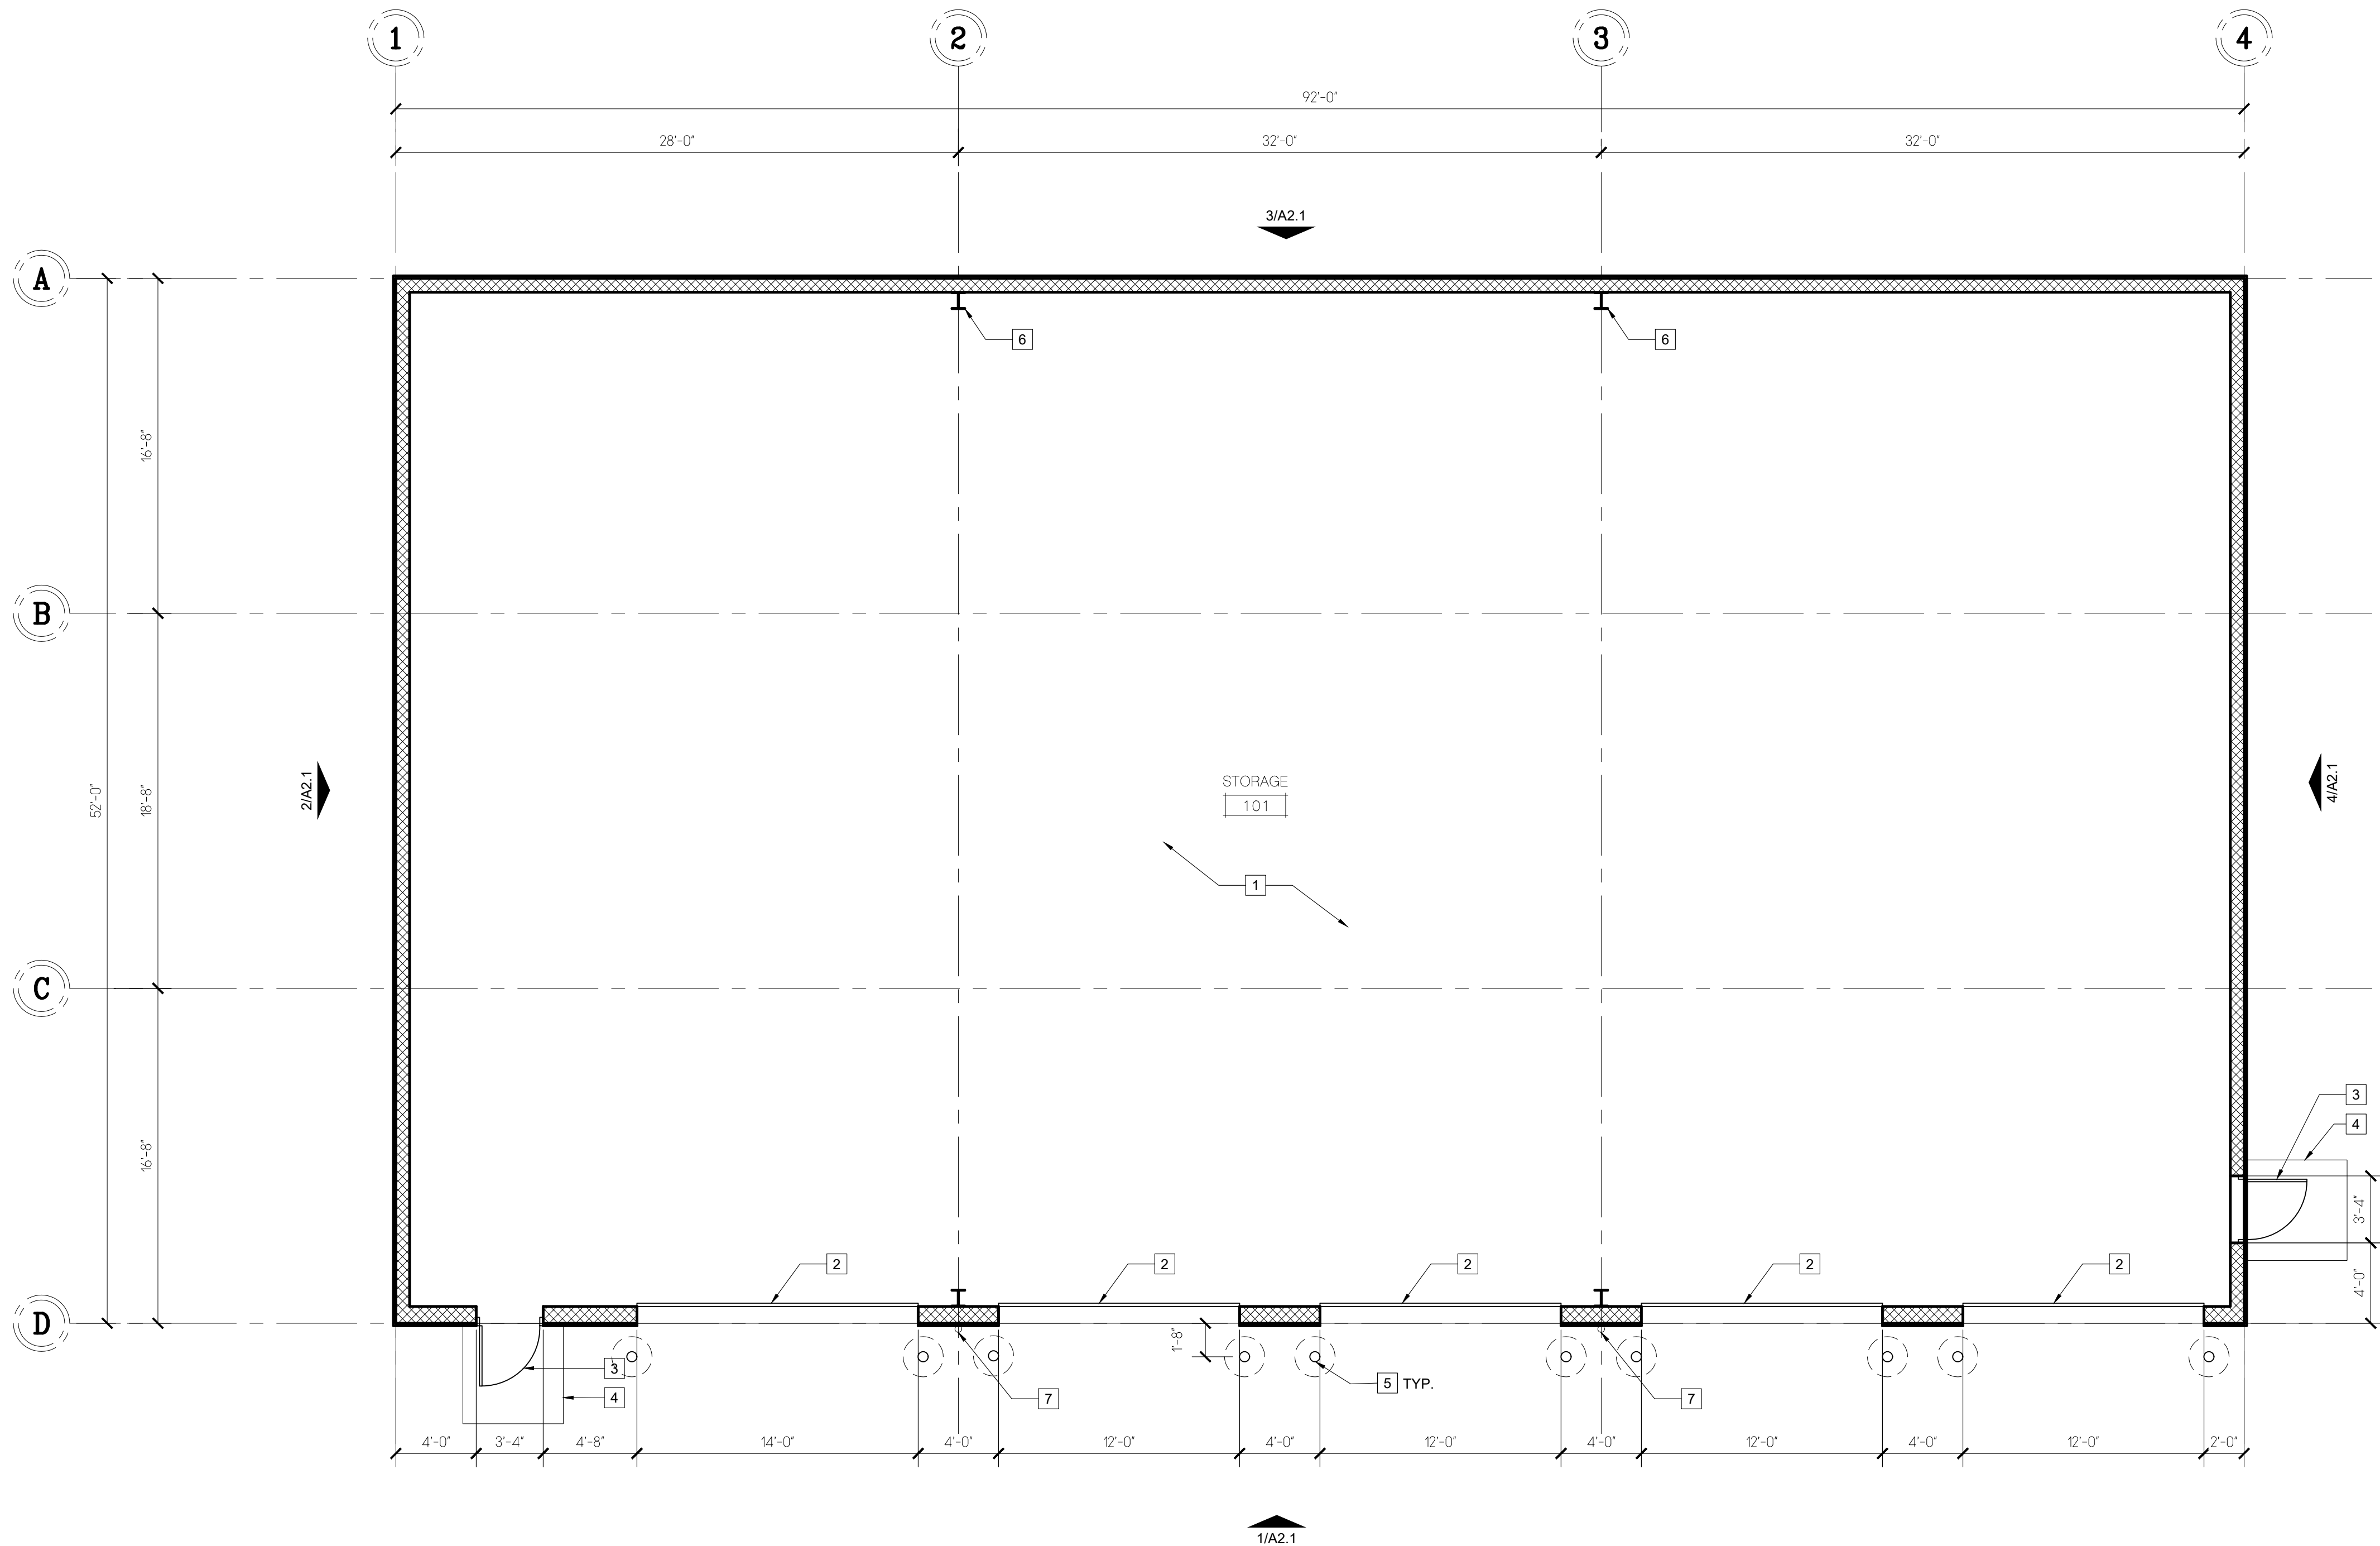 1 2 3 4
92'-0"
28'-0" 32'-0" 32'-0"
3/A2.1
A
6 6
16'-8"
B
2/A2.1
52'-0"
18'-8"
STORAGE
101
4/A2.1
1
C
3
4
16'-8"
3'-4"
2 2 2 2 2
4'-0"
D
1'-8"
3
5 TYP.
4
7 7
4'-0" 3'-4" 4'-8" 14'-0" 4'-0" 12'-0" 4'-0" 12'-0" 4'-0" 12'-0" 4'-0" 12'-0" 2'-0"
1/A2.1